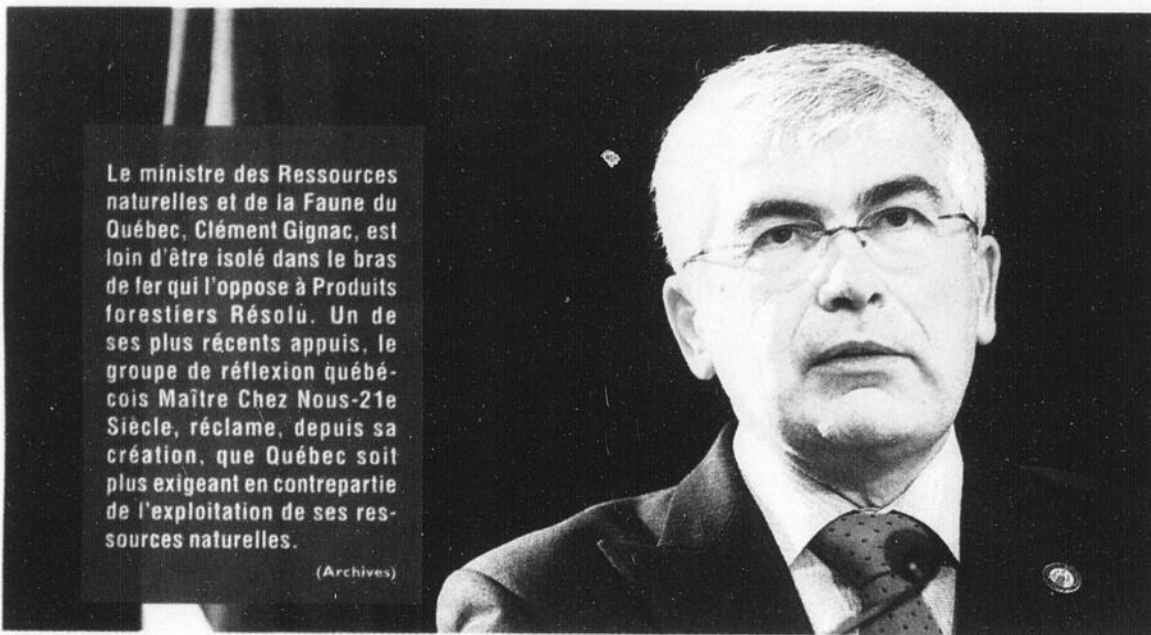 Le ministre des Ressources
naturelles et de la Faune du
Québec, Clément Gignac, est
loin d'être isolé dans le bras
de fer qui l'oppose à Produits
forestiers Résolu. Un de
ses plus récents appuis, le
groupe de réflexion québé-
cois Maître Chez Nous-21e
Siècle, réclame, depuis sa
création, que Québec soit
plus exigeant en contrepartie
de l'exploitation de ses res-
sources naturelles.
(Archives)